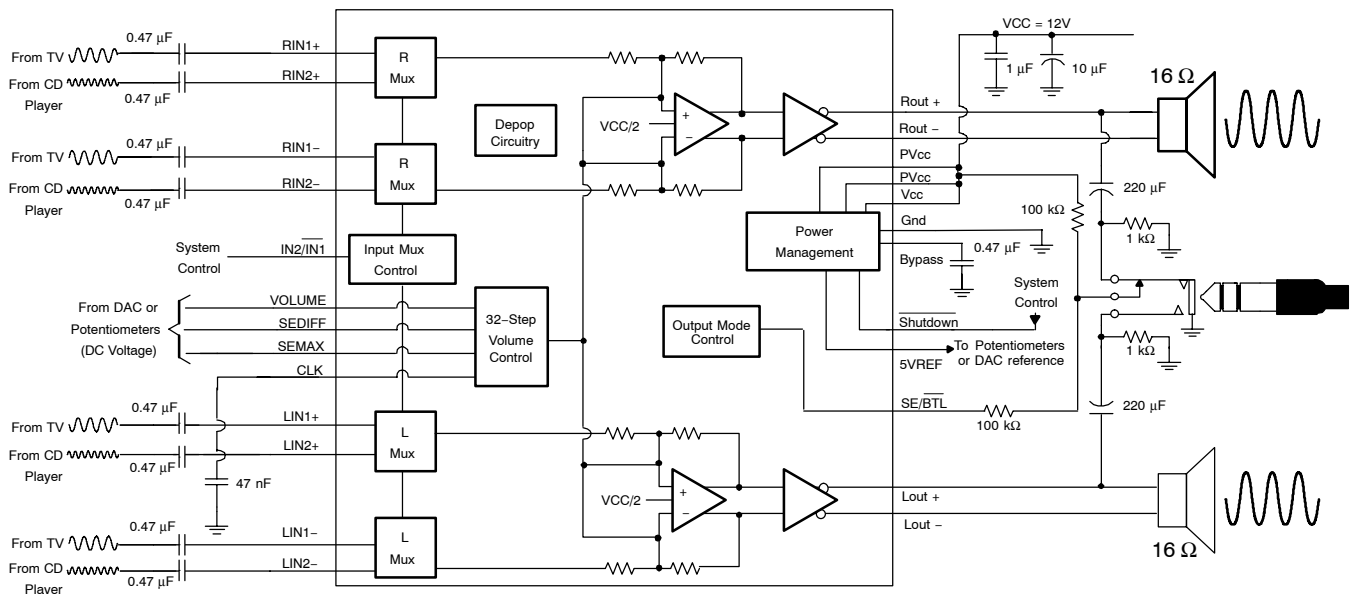 VCC = 12V
1 μF
10 μF
16 Ω
0.47 μF
From TV
RIN1+
From CD
Player
RIN2+
0.47 μF
R
Mux
Depop
Circuitry
VCC/2
+
−
Rout +
Rout −
0.47 μF
From TV
RIN1−
From CD
Player
RIN2−
0.47 μF
R
Mux
PVcc
PVcc
Vcc
Gnd
Bypass
0.47 μF
100 kΩ
220 μF
1 kΩ
Power
Management
System
Control
IN2/IN1
Input Mux
Control
From DAC or
Potentiometers
(DC Voltage)
VOLUME
SEDIFF
SEMAX
CLK
32−Step
Volume
Control
Output Mode
Control
System
Control
Shutdown
To Potentiometers
or DAC reference
5VREF
SE/BTL
100 kΩ
1 kΩ
220 μF
0.47 μF
From TV
LIN1+
From CD
Player
LIN2+
0.47 μF
L
Mux
47 nF
VCC/2
+
−
Lout +
Lout −
16 Ω
0.47 μF
From TV
LIN1−
From CD
Player
LIN2−
0.47 μF
L
Mux